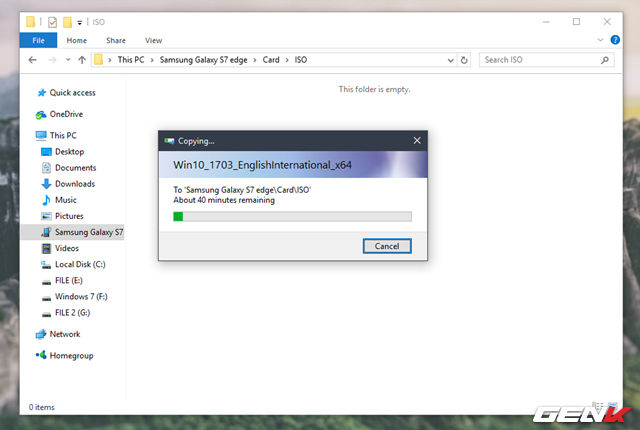 ISO
File
Home
Share
View
This PC
Samsung Galaxy S7 edge
Card
ISO
Search ISO
This folder is empty.
Quick access
OneDrive
This PC
Desktop
Documents
Downloads
Music
Pictures
Samsung Galaxy S7
Videos
Local Disk (C:)
FILE (E:)
Windows 7 (F:)
FILE 2 (G:)
Network
Homegroup
Copying...
Win10_1703_EnglishInternational_x64
To 'Samsung Galaxy S7 edge\Card\ISO'
About 40 minutes remaining
Cancel
0 items
GENK